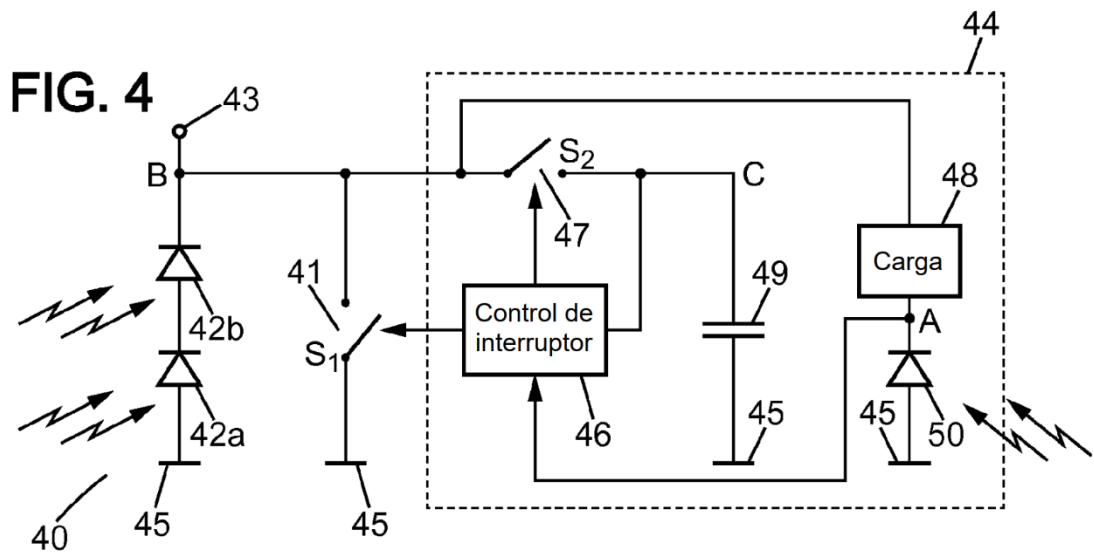 44
FIG. 4
43
B
S2
C
48
47
Carga
41
49
Control de
interruptor
42b
A
S1
42a
46
45
45
50
40
45
45